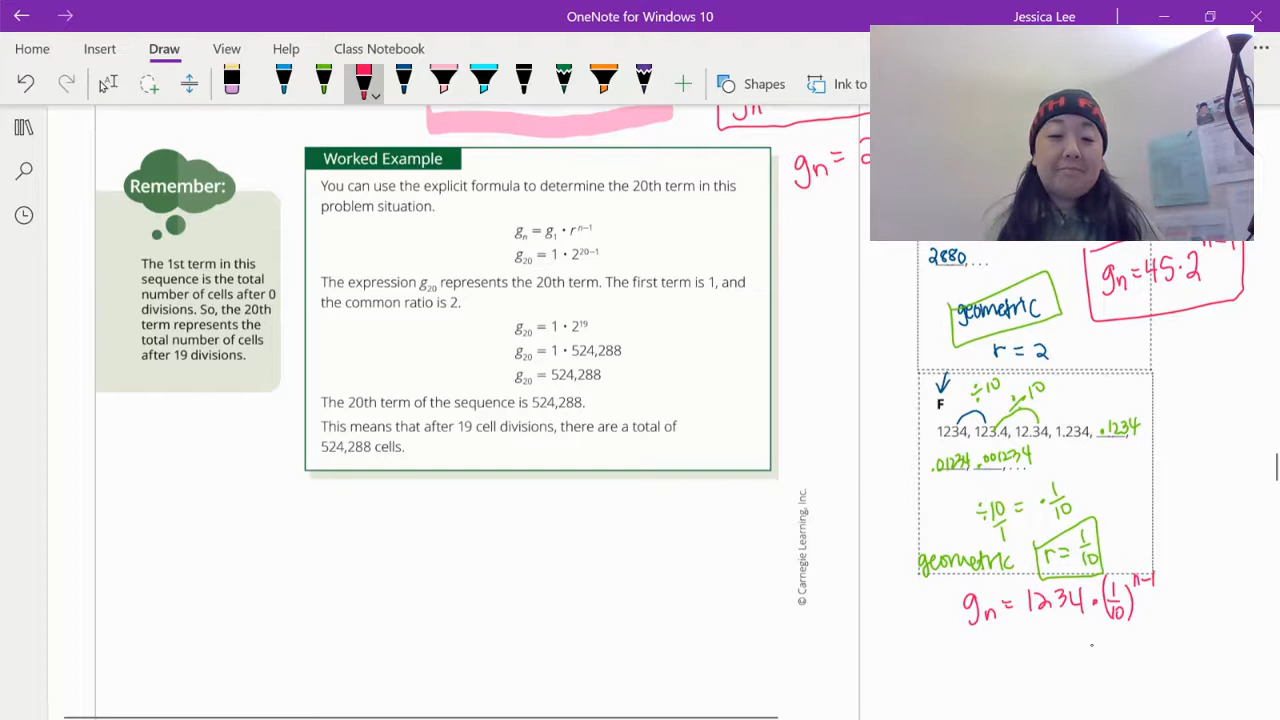 OneNote for Windows 10
Jessica Lee
Home
Insert
Draw
View
Help
Class Notebook
Shapes
Ink to
gn
gn = 2
Remember:
The 1st term in this
sequence is the total
number of cells after 0
divisions. So, the 20th
term represents the
total number of cells
after 19 divisions.
Worked Example
You can use the explicit formula to determine the 20th term in this
problem situation.
g_n = g_1 • r^{n−1}
g_20 = 1 • 2^{20−1}
The expression g_20 represents the 20th term. The first term is 1, and
the common ratio is 2.
g_20 = 1 • 2^{19}
g_20 = 1 • 524,288
g_20 = 524,288
The 20th term of the sequence is 524,288.
This means that after 19 cell divisions, there are a total of
524,288 cells.
© Carnegie Learning, Inc.
2880, ...
g_n = 45 • 2^{n-1}
geometric
r = 2
÷10 ÷10
F
1234, 123.4, 12.34, 1.234, .1234,
.01234, .001234, ...
÷10/1 = • 1/10
geometric r = 1/10
g_n = 1234 • (1/10)^{n-1}